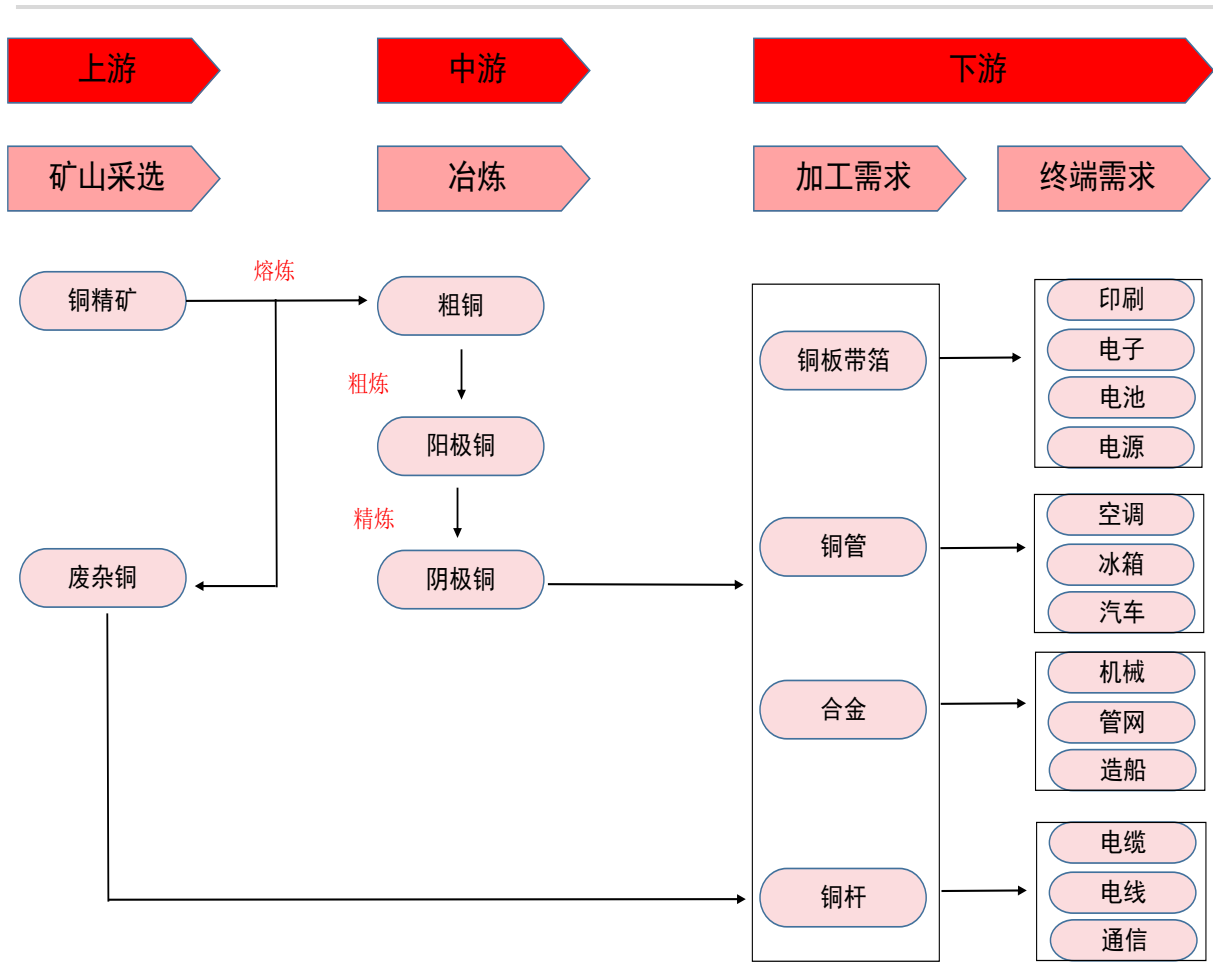 上游
中游
下游
矿山采选
冶炼
加工需求
终端需求
铜精矿
熔炼
粗铜
粗炼
阳极铜
精炼
废杂铜
阴极铜
铜板带箔
印刷
电子
电池
电源
铜管
空调
冰箱
汽车
合金
机械
管网
造船
铜杆
电缆
电线
通信